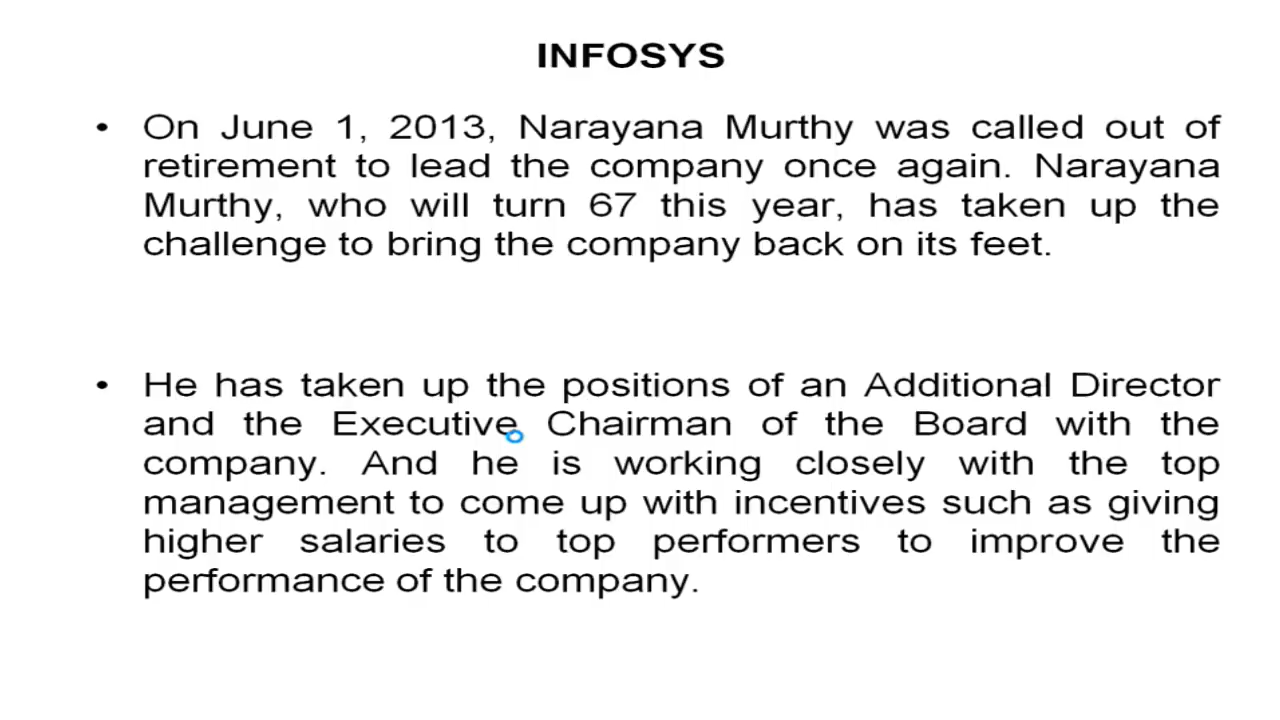 INFOSYS
• On June 1, 2013, Narayana Murthy was called out of
retirement to lead the company once again. Narayana
Murthy, who will turn 67 this year, has taken up the
challenge to bring the company back on its feet.
• He has taken up the positions of an Additional Director
and the Executive Chairman of the Board with the
company. And he is working closely with the top
management to come up with incentives such as giving
higher salaries to top performers to improve the
performance of the company.